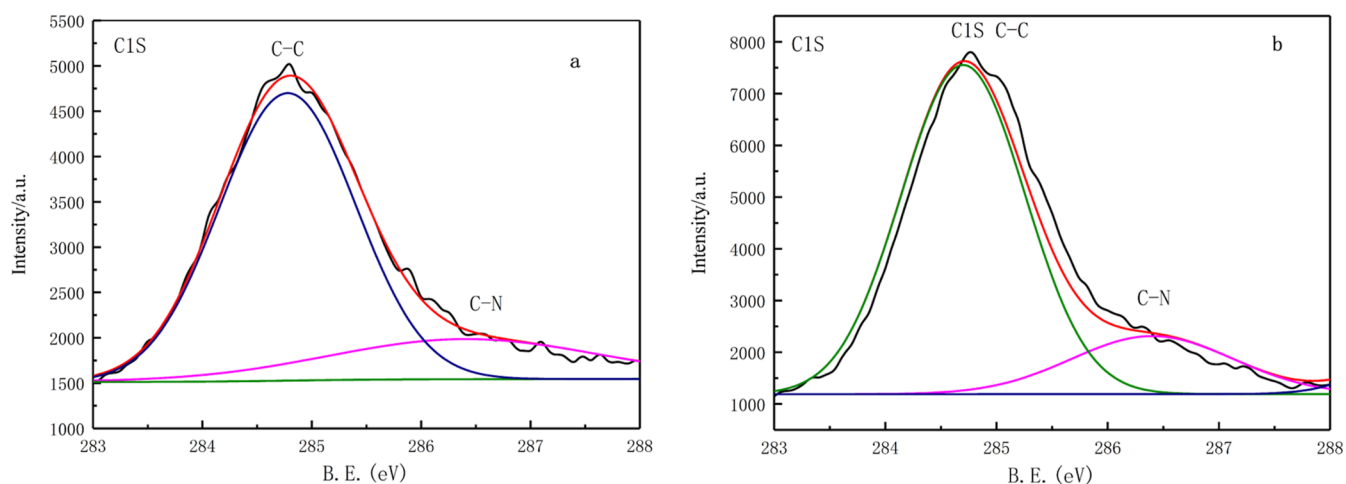 C1S
C-C
a
C-N
5500
5000
4500
4000
3500
3000
2500
2000
1500
1000
Intensity/a.u.
283
284
285
286
287
288
B.E.(eV)
C1S
C1S C-C
b
C-N
8000
7000
6000
5000
4000
3000
2000
1000
Intensity/a.u.
283
284
285
286
287
288
B.E.(eV)